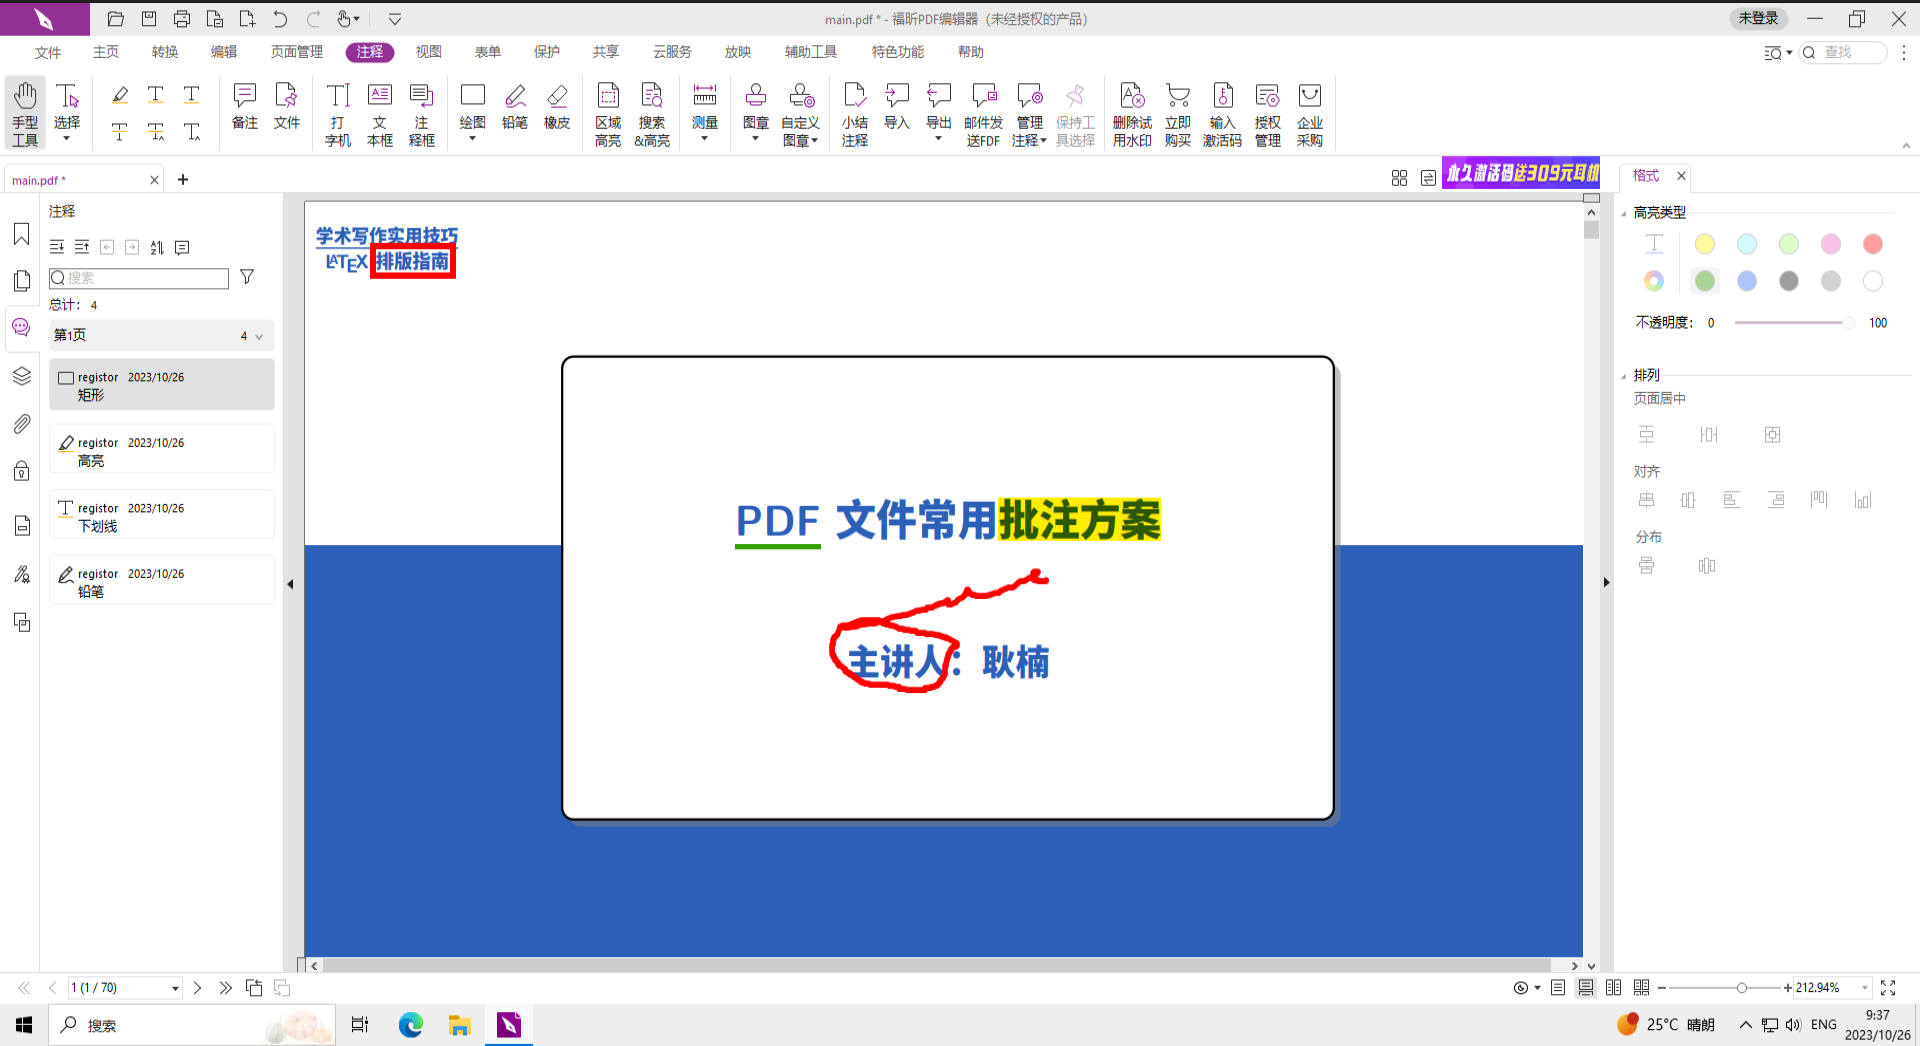 main.pdf * - 福昕PDF编辑器（未经授权的产品）
未登录
文件 主页 转换 编辑 页面管理 注释 视图 表单 保护 共享 云服务 放映 辅助工具 特色功能 帮助
查找
手型
工具
选择
备注
文件
打
字机
文
本框
注
释框
绘图
铅笔
橡皮
区域
高亮
搜索
&高亮
测量
图章
自定义
图章
小结
注释
导入
导出
邮件发
送PDF
管理
注释
保持工
具选择
删除试
用水印
立即
购买
输入
激活码
授权
管理
企业
采购
main.pdf *
永久激活码送309元耳机
格式
注释
搜索
总计： 4
第1页 4
registor 2023/10/26
矩形
registor 2023/10/26
高亮
registor 2023/10/26
下划线
registor 2023/10/26
铅笔
学术写作实用技巧
LATEX 排版指南
PDF 文件常用批注方案
主讲人：耿楠
高亮类型
不透明度： 0 100
排列
页面居中
对齐
分布
1 (1 / 70)
212.94%
搜索
25°C 晴朗
ENG
9:37
2023/10/26